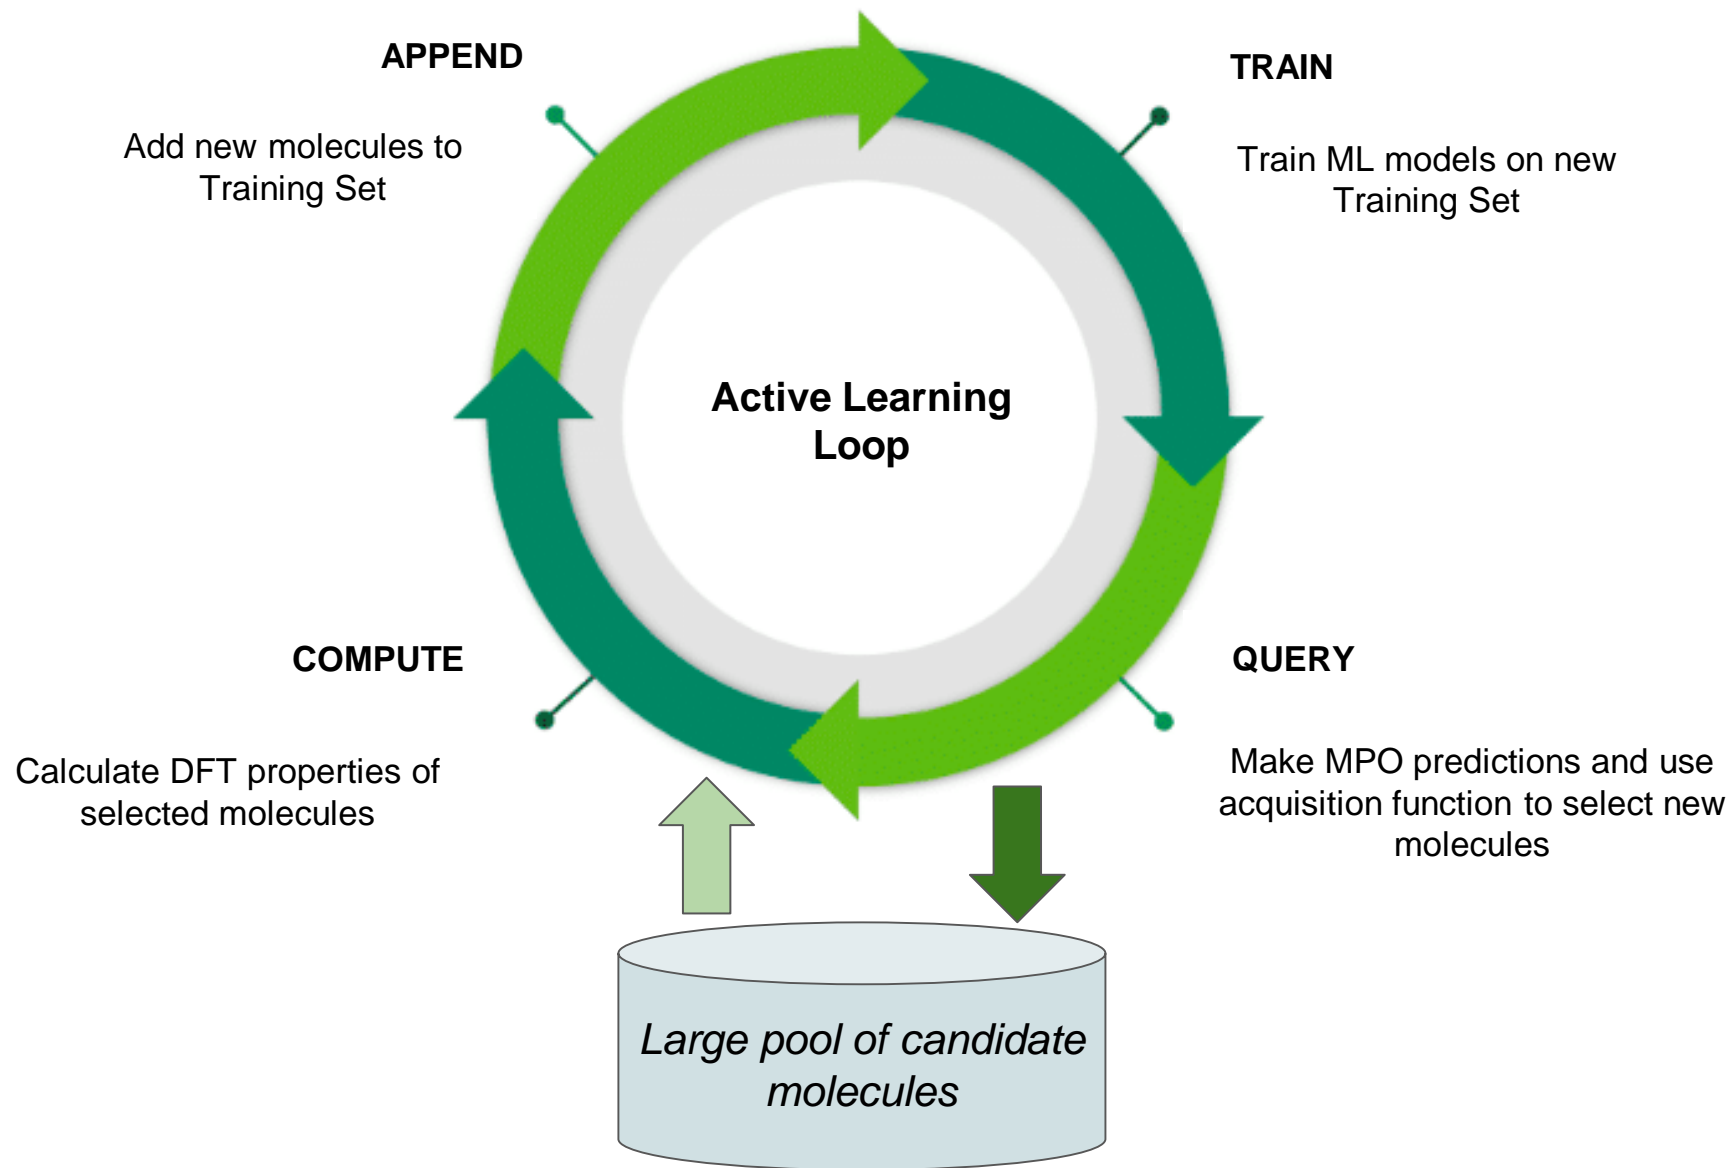 APPEND
Add new molecules to
Training Set
TRAIN
Train ML models on new
Training Set
Active Learning
Loop
COMPUTE
Calculate DFT properties of
selected molecules
QUERY
Make MPO predictions and use
acquisition function to select new
molecules
Large pool of candidate
molecules